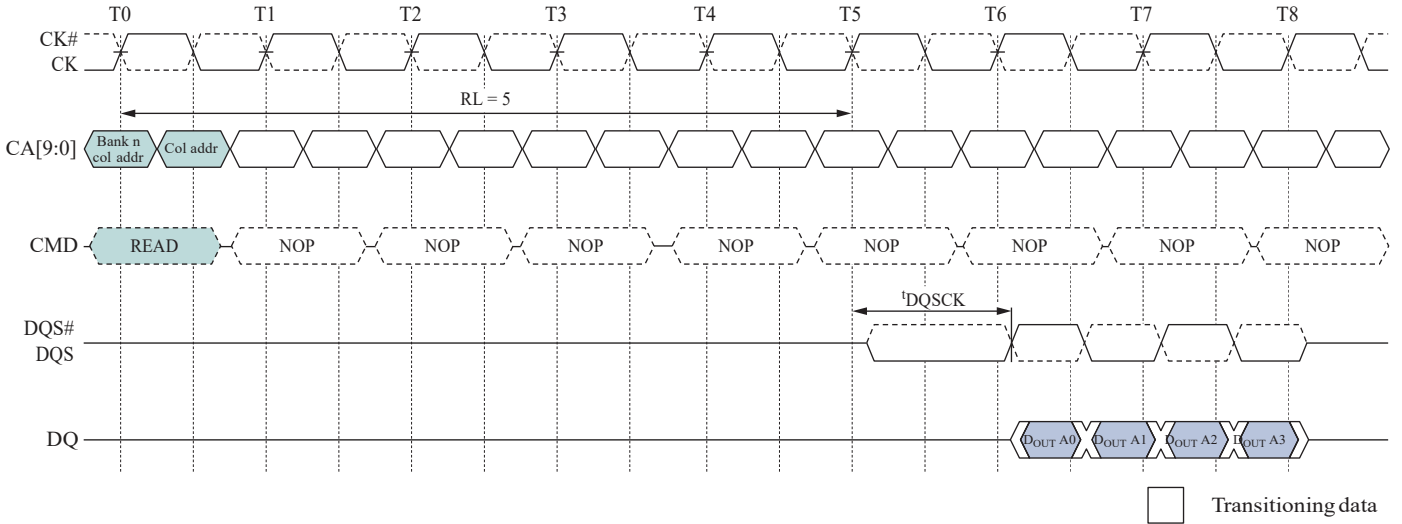 T0 T1 T2 T3 T4 T5 T6 T7 T8
CK#
CK
RL = 5
CA[9:0] Bank n Col addr
col addr
CMD READ NOP NOP NOP NOP NOP NOP NOP NOP
tDQSCK
DQS#
DQS
DQ DOUT A0 DOUT A1 DOUT A2 DOUT A3
Transitioning data